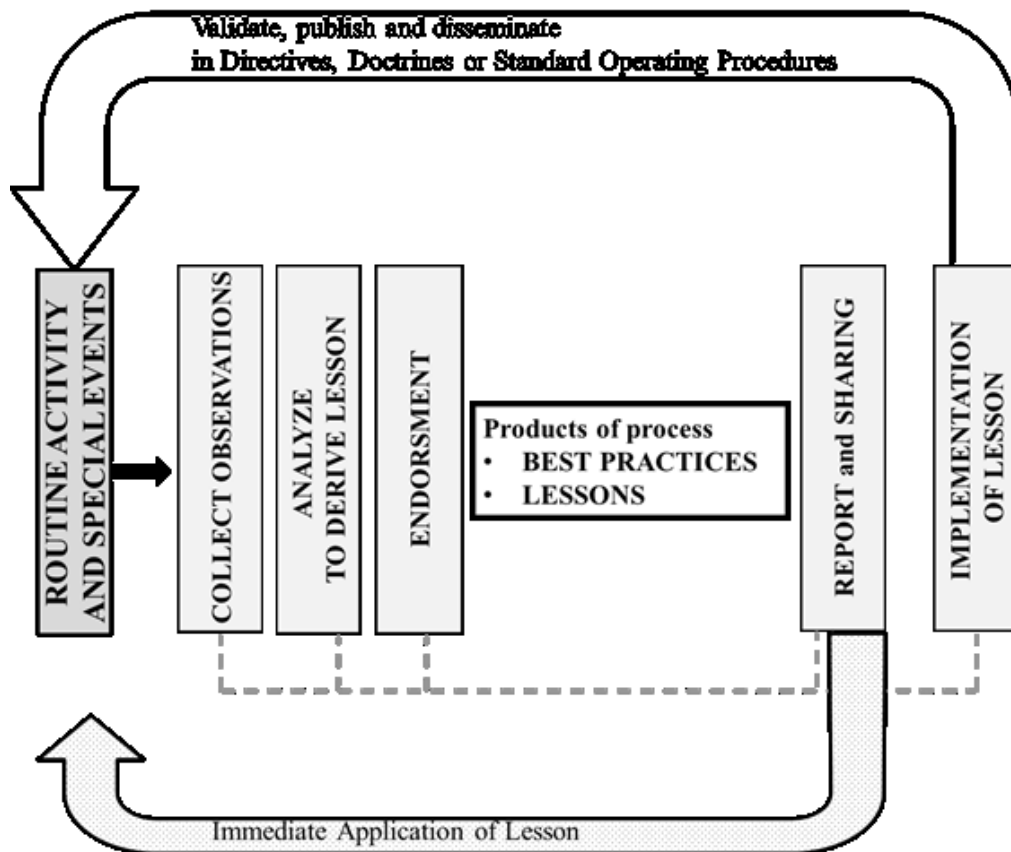 Validate, publish and disseminate
in Directives, Doctrines or Standard Operating Procedures
ROUTINE ACTIVITY
AND SPECIAL EVENTS
COLLECT OBSERVATIONS
ANALYZE
TO DERIVE LESSON
ENDORSMENT
Products of process
• BEST PRACTICES
• LESSONS
REPORT and SHARING
IMPLEMENTATION
OF LESSON
Immediate Application of Lesson